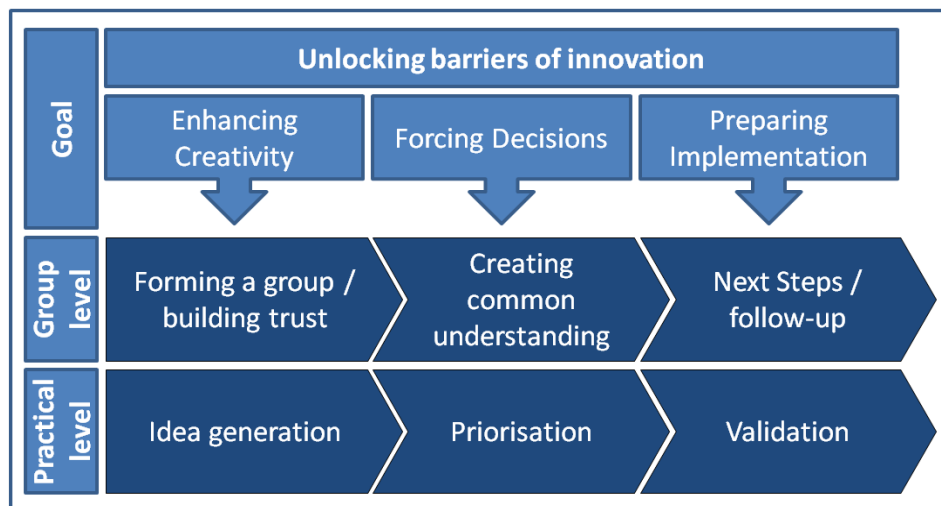 Goal
Unlocking barriers of innovation
Enhancing
Creativity
Forcing Decisions
Preparing
Implementation
Group
level
Forming a group /
building trust
Creating
common
understanding
Next Steps /
follow-up
Practical
level
Idea generation
Priorisation
Validation